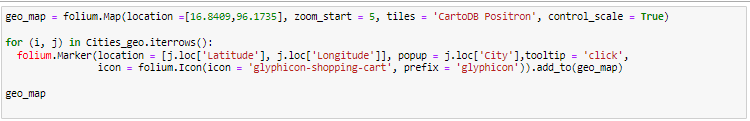 geo_map = folium.Map(location =[16.8409,96.1735], zoom_start = 5, tiles = 'CartoDB Positron', control_scale = True)
for (i, j) in Cities_geo.iterrows():
folium.Marker(location = [j.loc['Latitude'], j.loc['Longitude']], popup = j.loc['City'],tooltip = 'click',
icon = folium.Icon(icon = 'glyphicon-shopping-cart', prefix = 'glyphicon')).add_to(geo_map)
geo_map